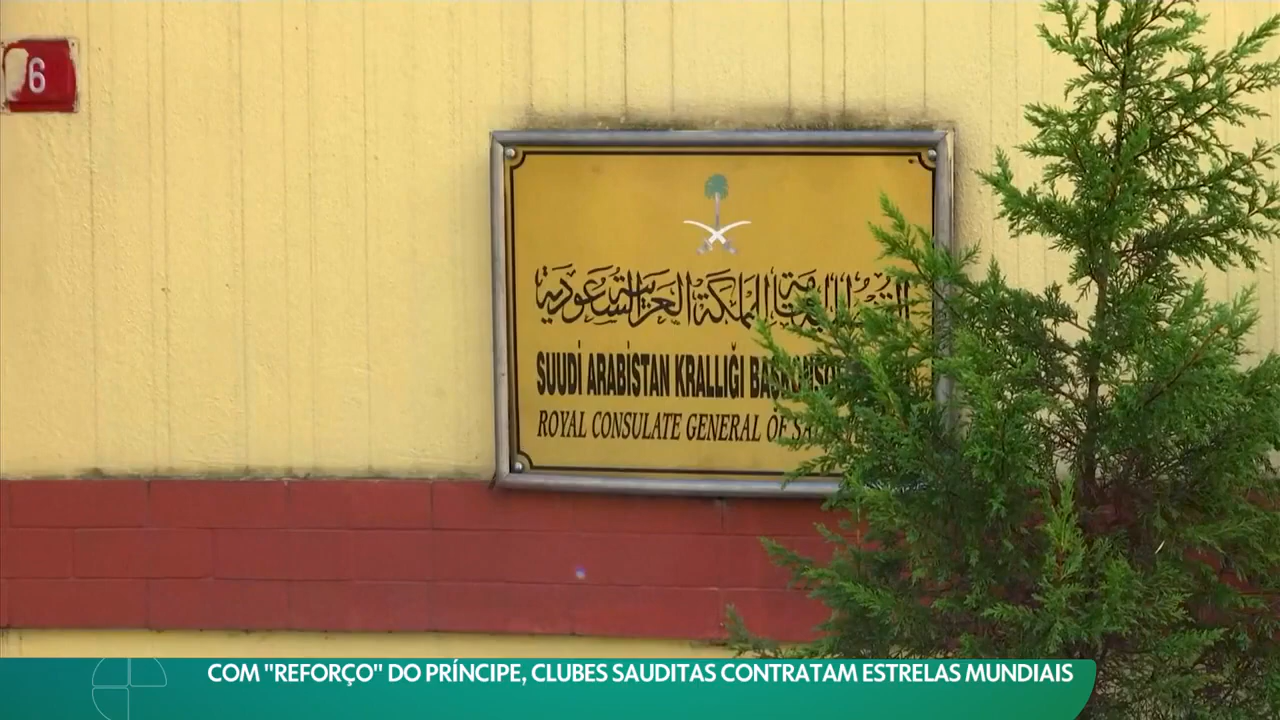 6
المملكة العربية السعودية
SUUDİ ARABİSTAN KRALLIĞI
ROYAL CONSULATE GENERAL OF
COM "REFORÇO" DO PRÍNCIPE, CLUBES SAUDITAS CONTRATAM ESTRELAS MUNDIAIS